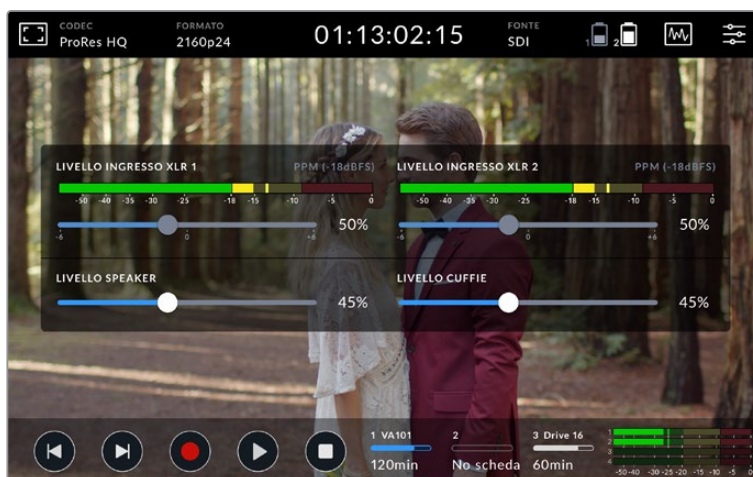 CODEC
ProRes HQ
FORMATO
2160p24
01:13:02:15
FONTE
SDI
1
2
LIVELLO INGRESSO XLR 1 PPM (-18dBFS)
-50 -40 -35 -30 -25 -18 -15 -10 -5 0
50%
-6 0 +6
LIVELLO INGRESSO XLR 2 PPM (-18dBFS)
-50 -40 -35 -30 -25 -18 -15 -10 -5 0
50%
-6 0 +6
LIVELLO SPEAKER
45%
LIVELLO CUFFIE
45%
1 VA101
120min
2
No scheda
3 Drive 16
60min
1
2
3
4
-50 -40 -30 -25 -20 -15 -10 -5 0